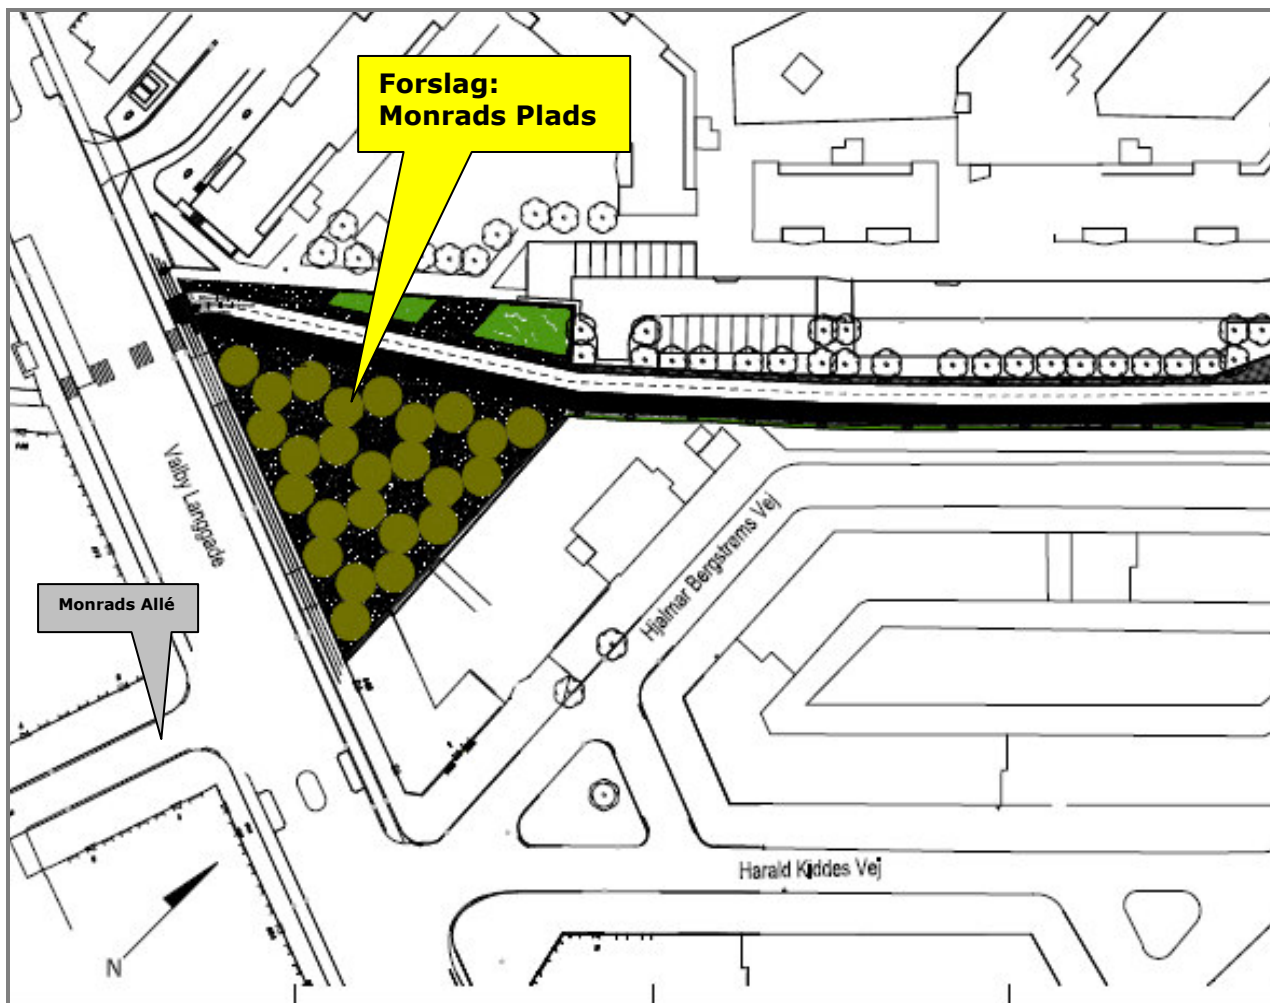 Forslag:
Monrads Plads
Valby Langgade
Monrads Allé
Hjalmar Bergstrøms Vej
Harald Kiddes Vej
N